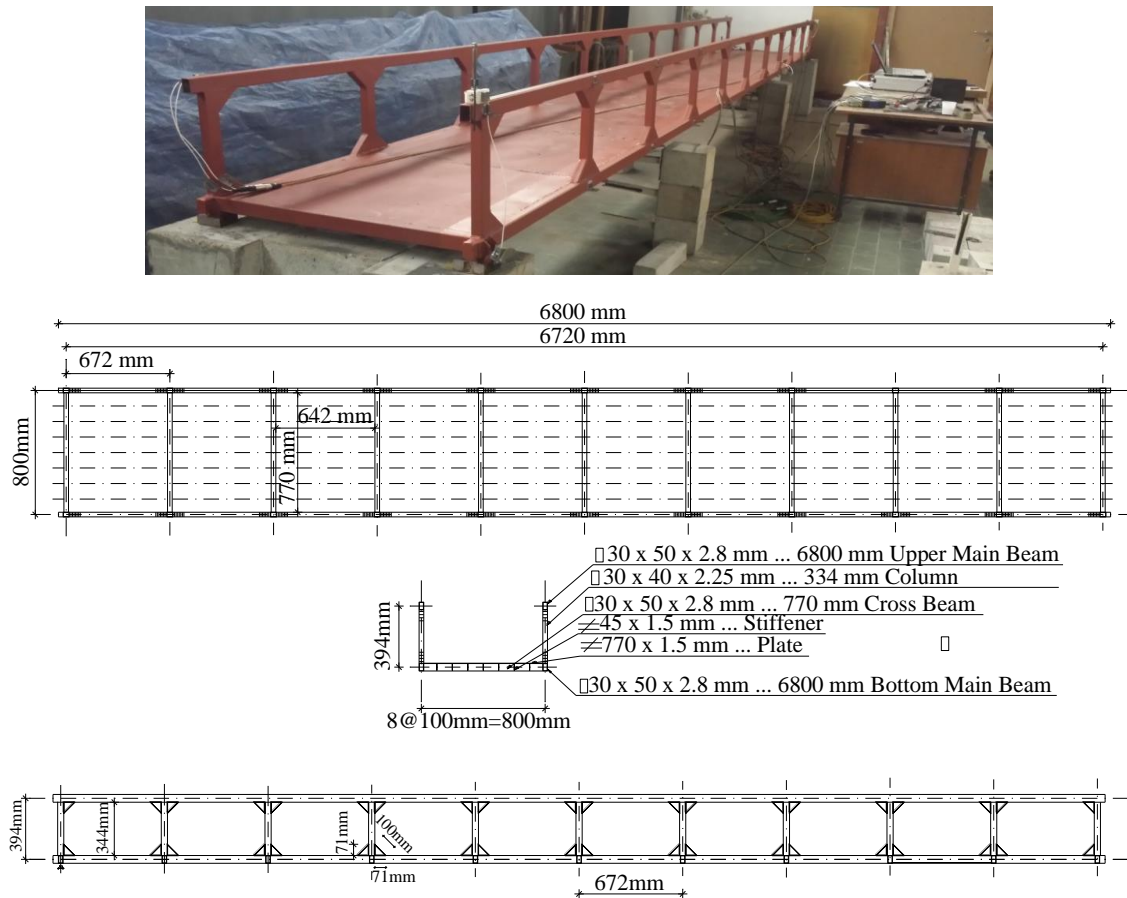 6800 mm
6720 mm
672 mm
800mm
642 mm
770 mm
▯30 x 50 x 2.8 mm ... 6800 mm Upper Main Beam
▯30 x 40 x 2.25 mm ... 334 mm Column
▯30 x 50 x 2.8 mm ... 770 mm Cross Beam
≠45 x 1.5 mm ... Stiffener
≠770 x 1.5 mm ... Plate ▯
▯30 x 50 x 2.8 mm ... 6800 mm Bottom Main Beam
394mm
8@100mm=800mm
394mm
344mm
71mm
100mm
71mm
672mm